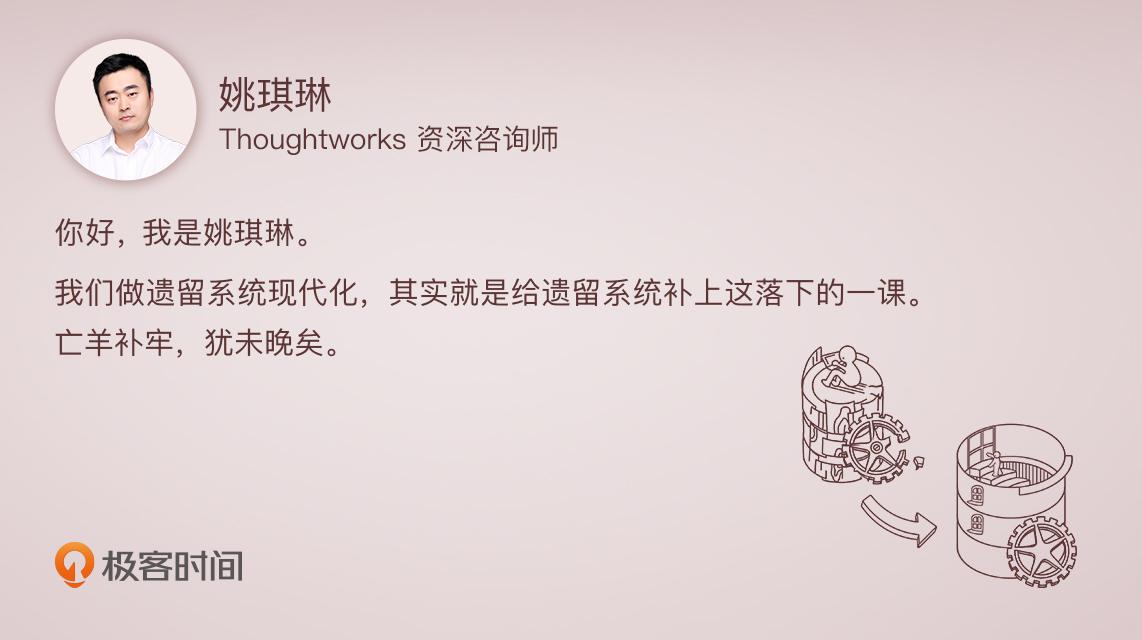 姚琪琳
Thoughtworks 资深咨询师
你好，我是姚琪琳。
我们做遗留系统现代化，其实就是给遗留系统补上这落下的一课。
亡羊补牢，犹未晚矣。
极客时间